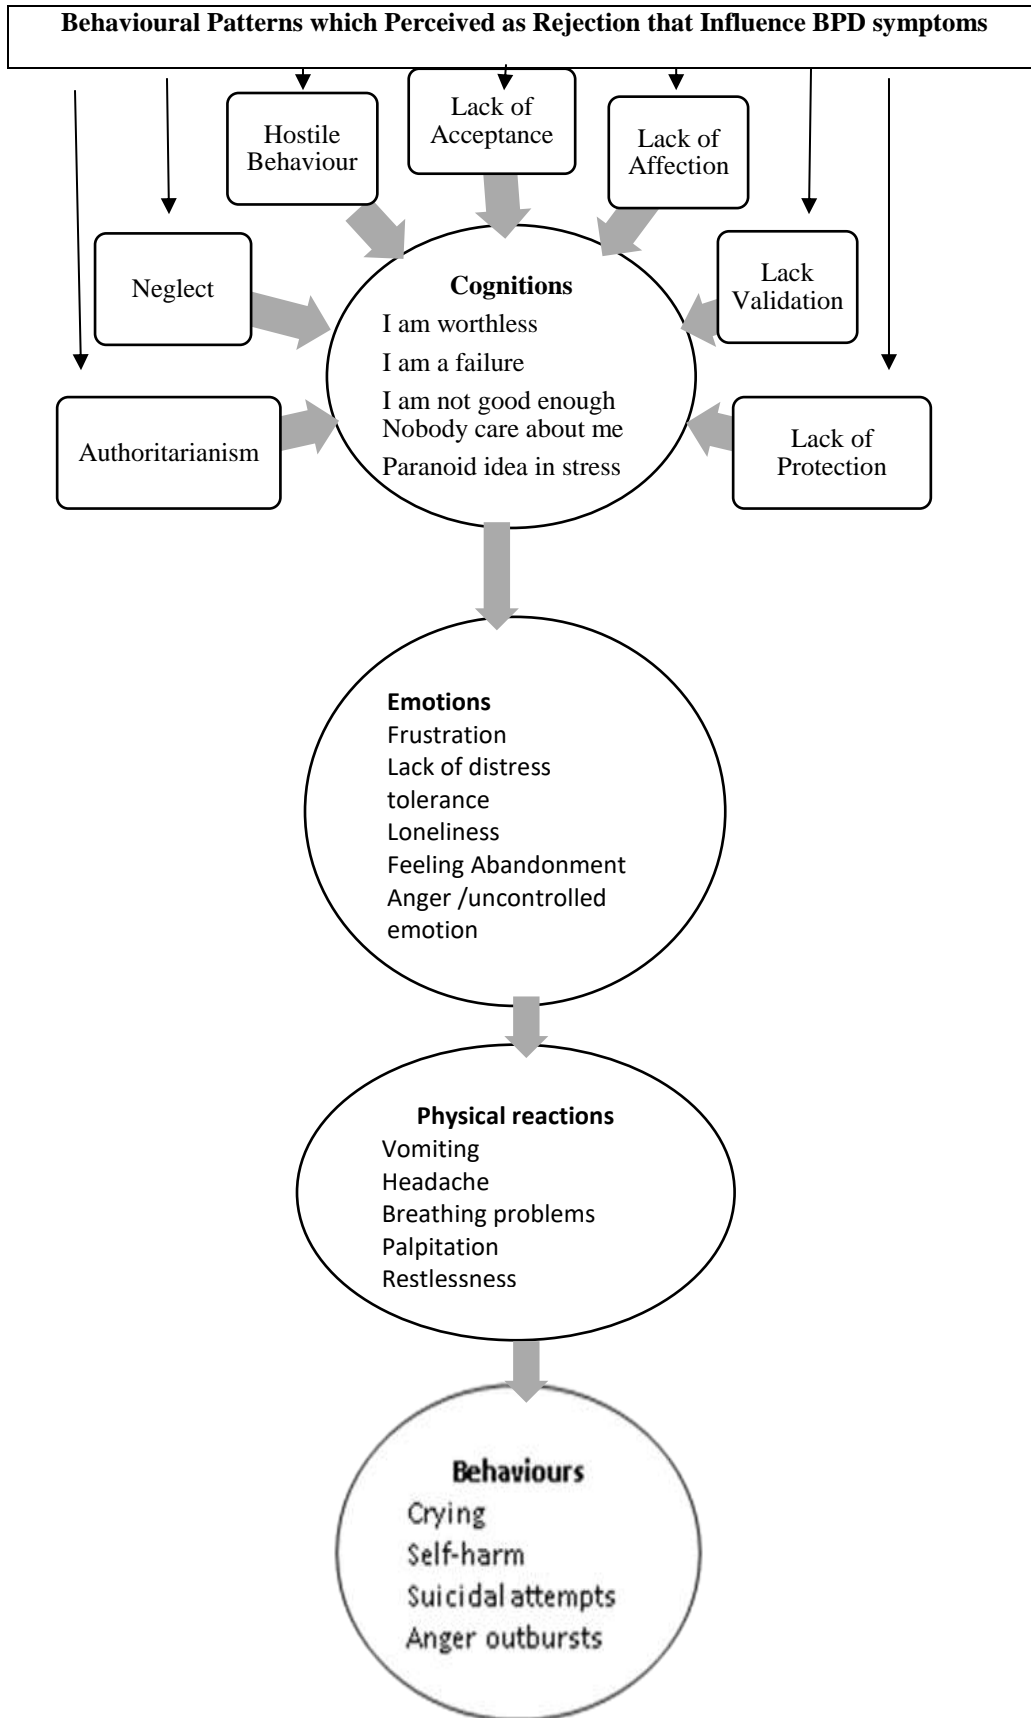 Behavioural Patterns which Perceived as Rejection that Influence BPD symptoms
Lack of
Acceptance
Hostile
Behaviour
Lack of
Affection
Neglect
Lack
Validation
Authoritarianism
Lack of
Protection
Cognitions
I am worthless
I am a failure
I am not good enough
Nobody care about me
Paranoid idea in stress
Emotions
Frustration
Lack of distress
tolerance
Loneliness
Feeling Abandonment
Anger /uncontrolled
emotion
Physical reactions
Vomiting
Headache
Breathing problems
Palpitation
Restlessness
Behaviours
Crying
Self-harm
Suicidal attempts
Anger outbursts